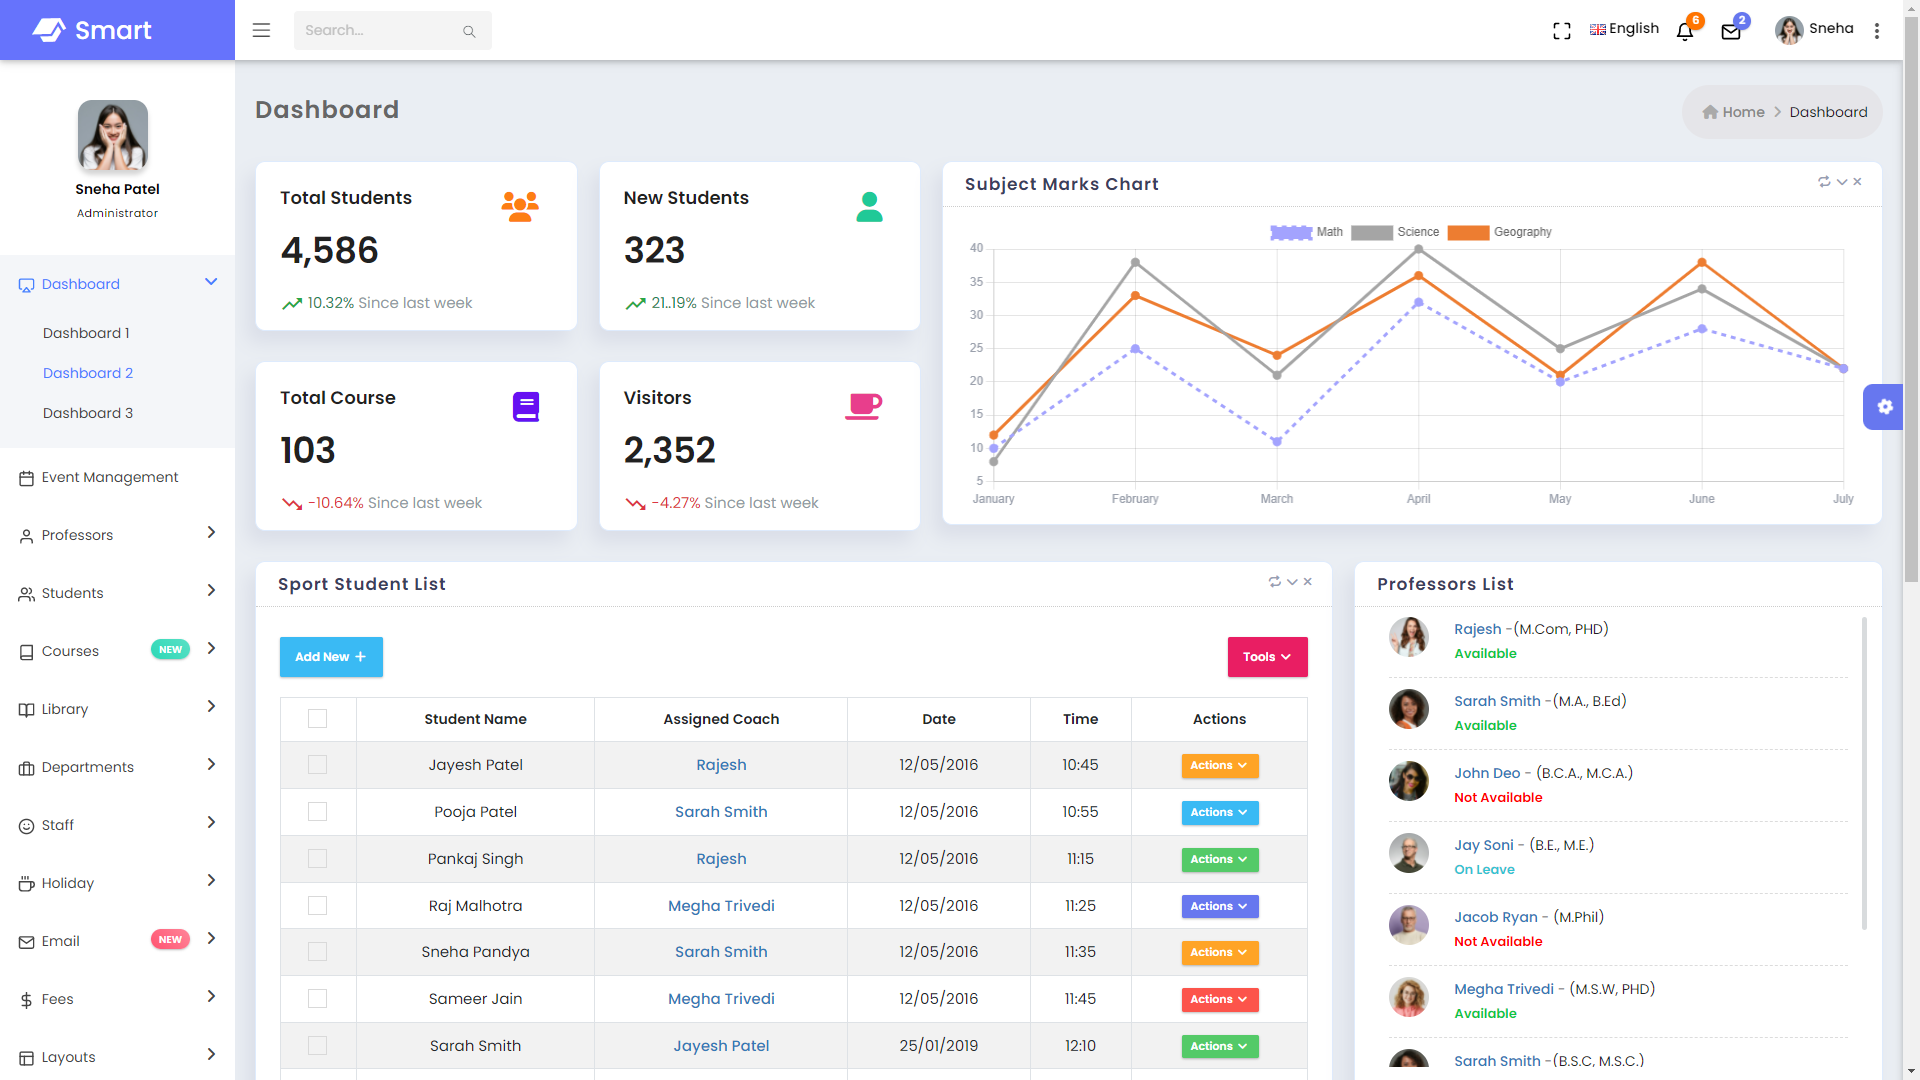 Smart
Search...
English
6
2
Sneha
Sneha Patel
Administrator
Dashboard
Dashboard 1
Dashboard 2
Dashboard 3
Event Management
Professors
Students
Courses NEW
Library
Departments
Staff
Holiday
Email NEW
Fees
Layouts
Dashboard
Home > Dashboard
Total Students
4,586
10.32% Since last week
New Students
323
21..19% Since last week
Total Course
103
-10.64% Since last week
Visitors
2,352
-4.27% Since last week
Subject Marks Chart
Math Science Geography
40
35
30
25
20
15
10
5
January February March April May June July
Sport Student List
Add New +
Tools
Student Name Assigned Coach Date Time Actions
Jayesh Patel Rajesh 12/05/2016 10:45 Actions
Pooja Patel Sarah Smith 12/05/2016 10:55 Actions
Pankaj Singh Rajesh 12/05/2016 11:15 Actions
Raj Malhotra Megha Trivedi 12/05/2016 11:25 Actions
Sneha Pandya Sarah Smith 12/05/2016 11:35 Actions
Sameer Jain Megha Trivedi 12/05/2016 11:45 Actions
Sarah Smith Jayesh Patel 25/01/2019 12:10 Actions
Professors List
Rajesh -(M.Com, PHD)
Available
Sarah Smith -(M.A., B.Ed)
Available
John Deo - (B.C.A., M.C.A.)
Not Available
Jay Soni - (B.E., M.E.)
On Leave
Jacob Ryan - (M.Phil)
Not Available
Megha Trivedi - (M.S.W, PHD)
Available
Sarah Smith -(B.S.C, M.S.C.)